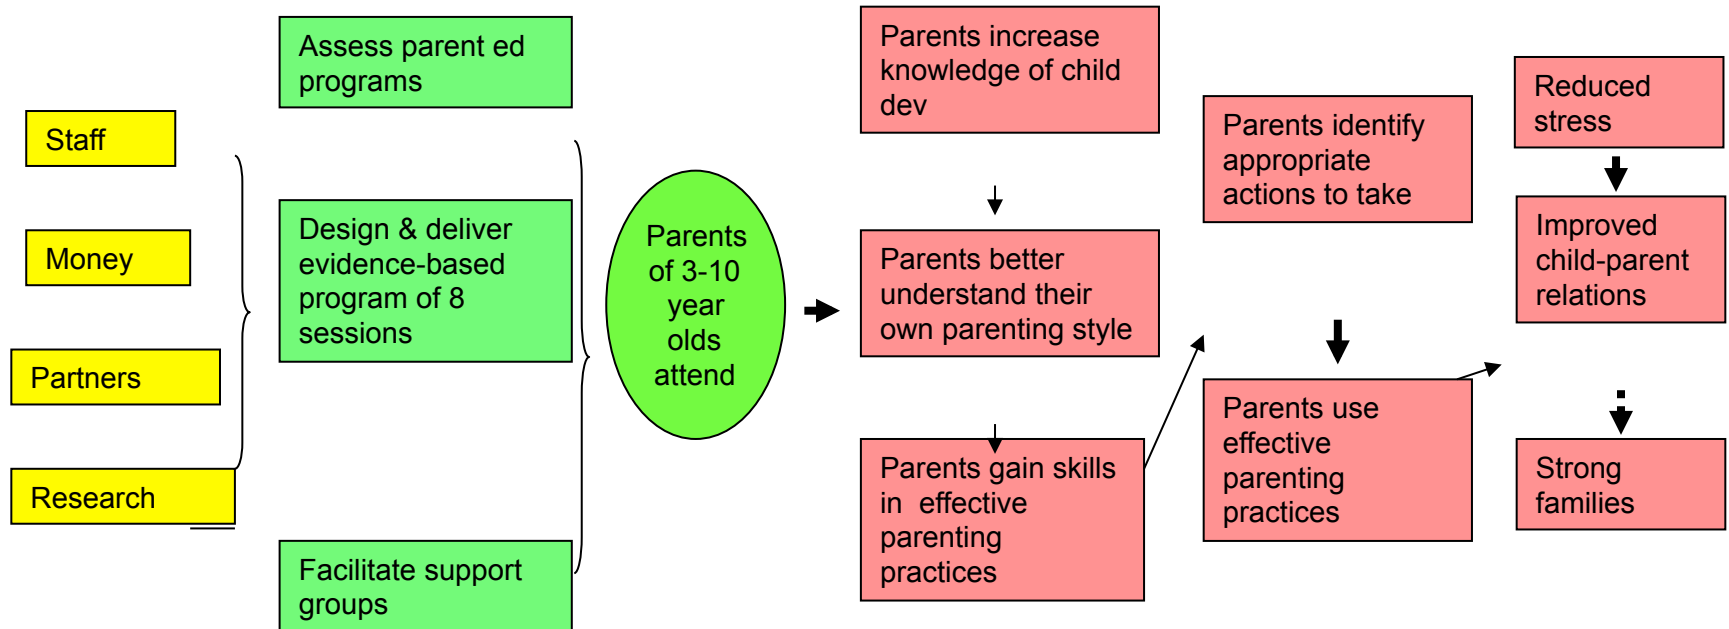 Staff
Money
Partners
Research
Assess parent ed
programs
Design & deliver
evidence-based
program of 8
sessions
Facilitate support
groups
Parents
of 3-10
year
olds
attend
Parents increase
knowledge of child
dev
Parents better
understand their
own parenting style
Parents gain skills
in effective
parenting
practices
Parents identify
appropriate
actions to take
Parents use
effective
parenting
practices
Reduced
stress
Improved
child-parent
relations
Strong
families